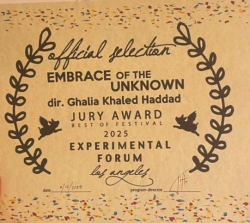 official selection
EMBRACE OF THE
UNKNOWN
dir. Ghalia Khaled Haddad
JURY AWARD
BEST OF FESTIVAL
2025
EXPERIMENTAL
FORUM
los angeles
date
program director